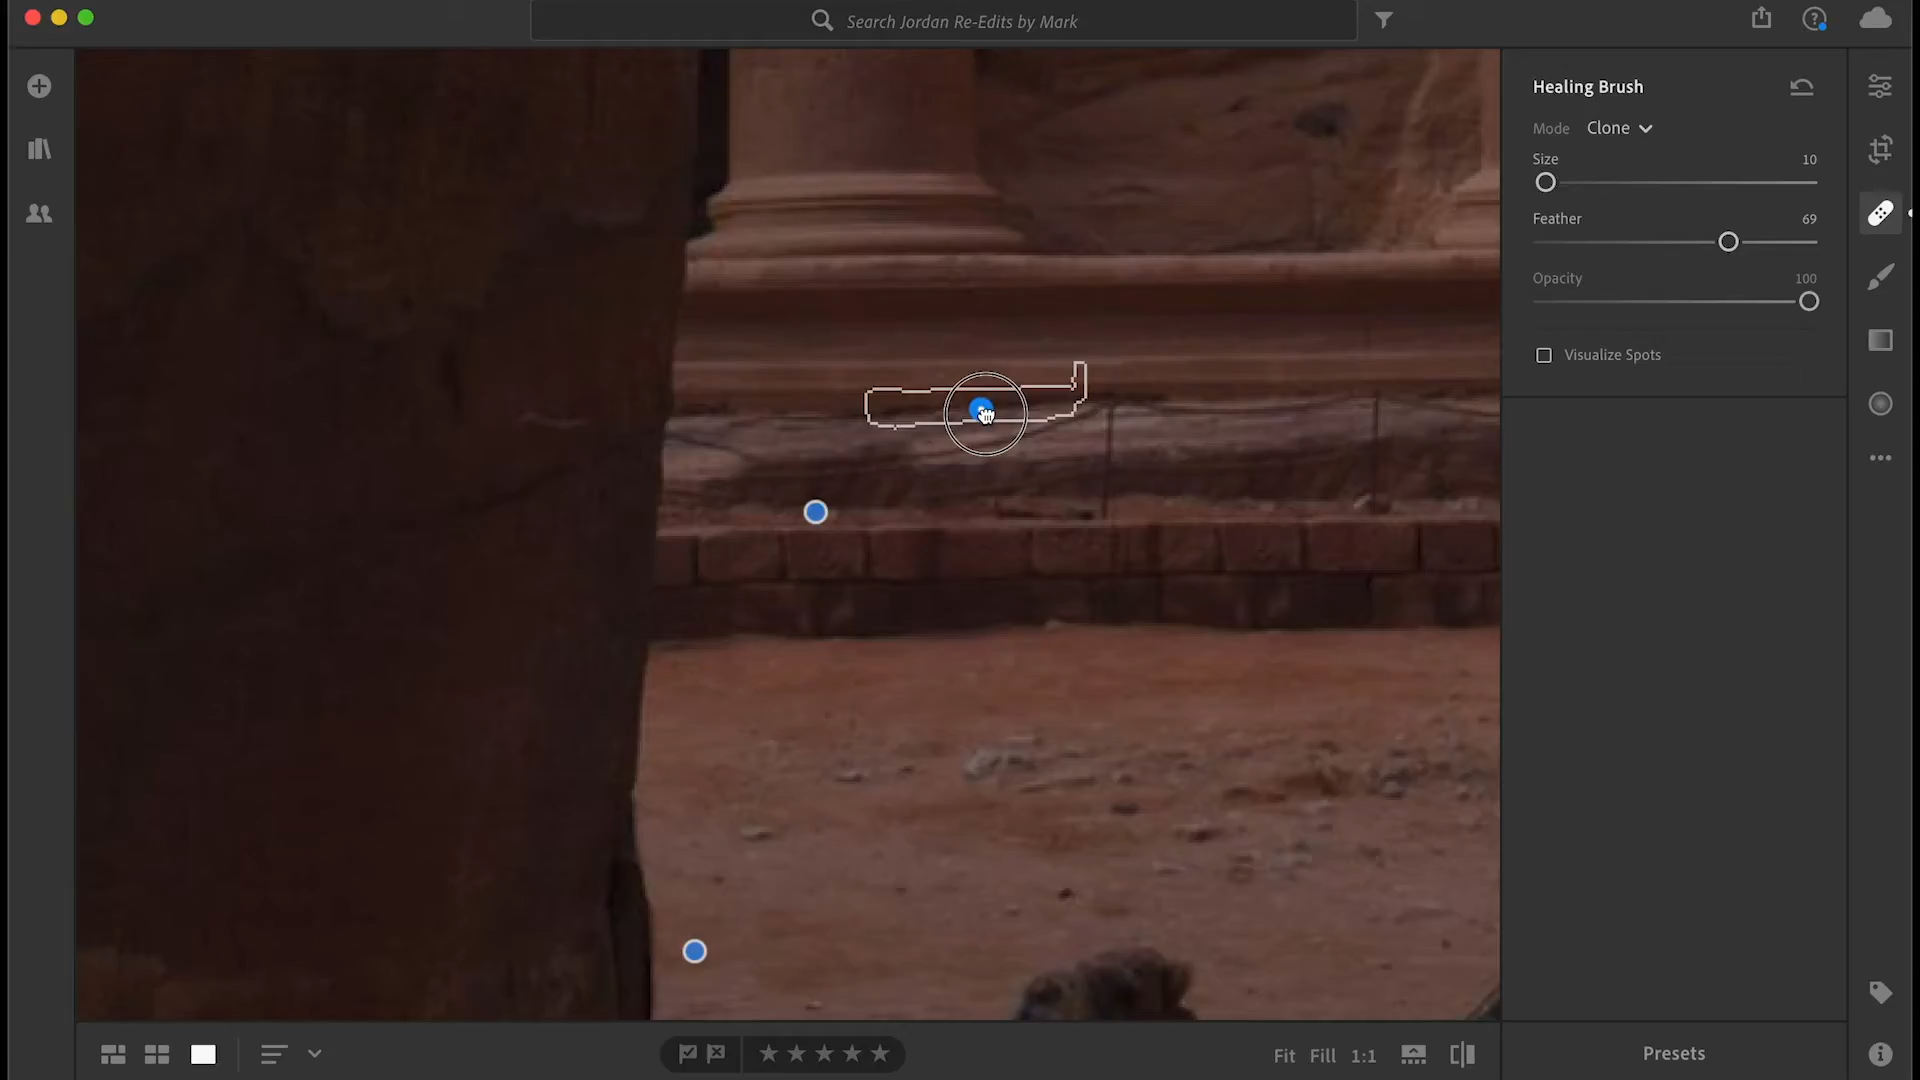 Search Jordan Re-Edits by Mark
Healing Brush
Mode Clone
Size 10
Feather 69
Opacity 100
Visualize Spots
Fit Fill 1:1
Presets